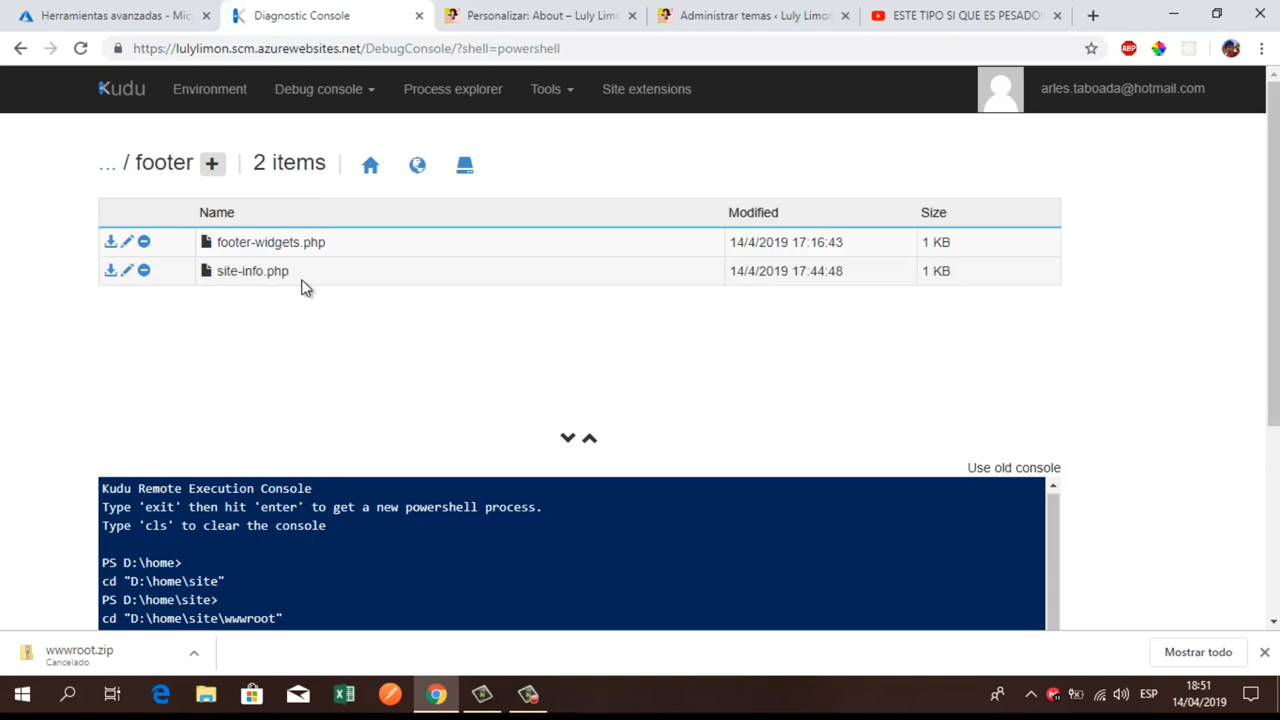 Herramientas avanzadas - Micr
Diagnostic Console
Personalizar: About – Luly Limo
Administrar temas ‹ Luly Limon
ESTE TIPO SI QUE ES PESADO
https://lulylimon.scm.azurewebsites.net/DebugConsole/?shell=powershell
ABP
Kudu
Environment
Debug console
Process explorer
Tools
Site extensions
arles.taboada@hotmail.com
... / footer
2 items
Name
Modified
Size
footer-widgets.php
14/4/2019 17:16:43
1 KB
site-info.php
14/4/2019 17:44:48
1 KB
Use old console
Kudu Remote Execution Console
Type 'exit' then hit 'enter' to get a new powershell process.
Type 'cls' to clear the console
PS D:\home>
cd "D:\home\site"
PS D:\home\site>
cd "D:\home\site\wwwroot"
wwwroot.zip
Cancelado
Mostrar todo
ESP
18:51
14/04/2019